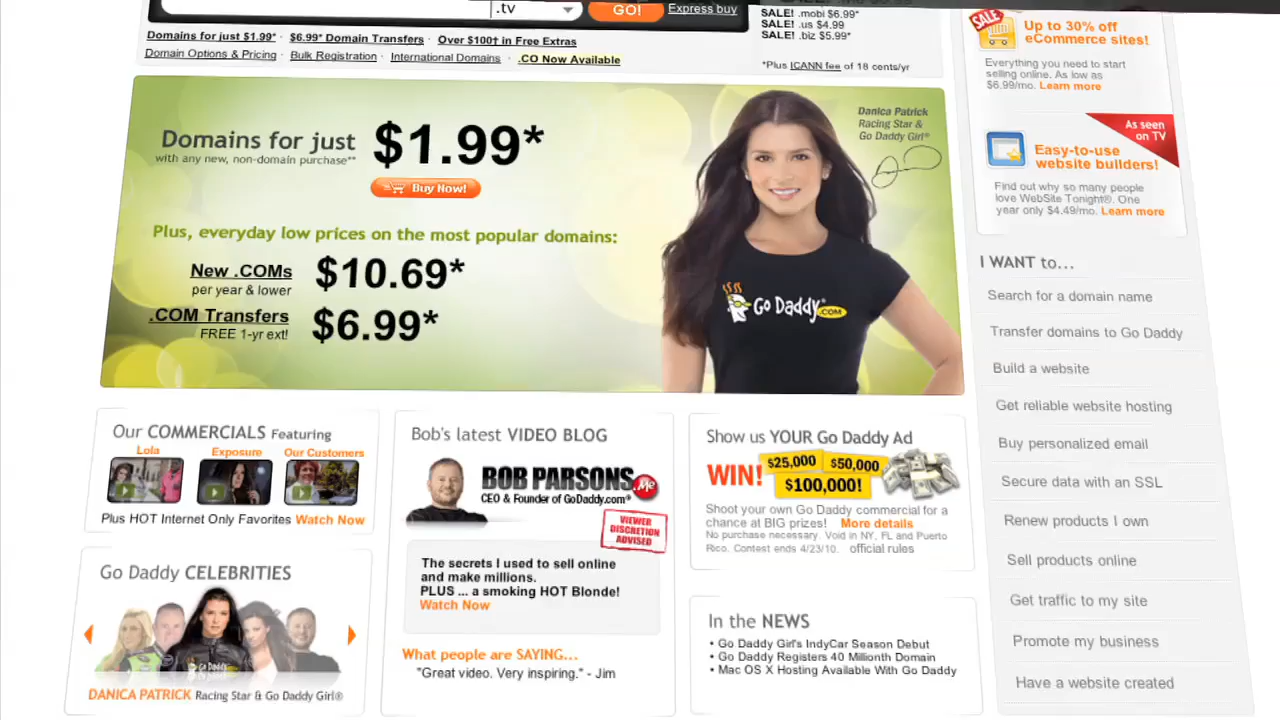 .tv
GO!
Express buy
SALE! .mobi $6.99*
SALE! .us $4.99
SALE! .biz $5.99*
Domains for just $1.99*
$6.99* Domain Transfers
Over $100† in Free Extras
Domain Options & Pricing
Bulk Registration
International Domains
.CO Now Available
*Plus ICANN fee of 18 cents/yr
Domains for just $1.99*
with any new, non-domain purchase**
Buy Now!
Plus, everyday low prices on the most popular domains:
New .COMs $10.69*
per year & lower
.COM Transfers $6.99*
FREE 1-yr ext!
Danica Patrick
Racing Star &
Go Daddy Girl®
Go Daddy®.COM
SALE
Up to 30% off
eCommerce sites!
Everything you need to start
selling online. As low as
$6.99/mo. Learn more
As seen
on TV
Easy-to-use
website builders!
Find out why so many people
love WebSite Tonight®. One
year only $4.49/mo. Learn more
I WANT to...
Search for a domain name
Transfer domains to Go Daddy
Build a website
Get reliable website hosting
Buy personalized email
Secure data with an SSL
Renew products I own
Sell products online
Get traffic to my site
Promote my business
Have a website created
Our COMMERCIALS Featuring
Lola
Exposure
Our Customers
Plus HOT Internet Only Favorites Watch Now
Go Daddy CELEBRITIES
Go Daddy
DANICA PATRICK Racing Star & Go Daddy Girl®
Bob's latest VIDEO BLOG
BOB PARSONS.Me
CEO & Founder of GoDaddy.com®
VIEWER
DISCRETION
ADVISED
The secrets I used to sell online
and make millions.
PLUS ... a smoking HOT Blonde!
Watch Now
What people are SAYING...
"Great video. Very inspiring." - Jim
Show us YOUR Go Daddy Ad
WIN! $25,000 $50,000
$100,000!
Shoot your own Go Daddy commercial for a
chance at BIG prizes! More details
No purchase necessary. Void in NY, FL and Puerto
Rico. Contest ends 4/23/10. official rules
In the NEWS
• Go Daddy Girl's IndyCar Season Debut
• Go Daddy Registers 40 Millionth Domain
• Mac OS X Hosting Available With Go Daddy